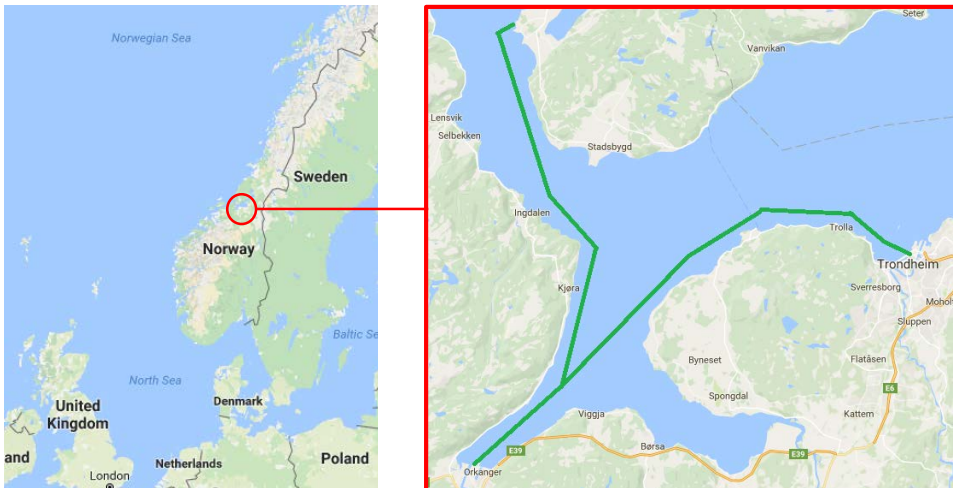 Norwegian Sea
Sweden
Norway
Baltic Se
North Sea
Denmark
United
Kingdom
and
Netherlands
Poland
London
Seter
Vanvikan
Lensvik
Selbekken
Stadsbygd
Ingdalen
Trolla
Trondheim
Kjøra
Sverresborg
Moholt
Sluppen
Byneset
Flatåsen
E6
Spongdal
Viggja
Kattem
Børsa
E39
E39
Orkanger